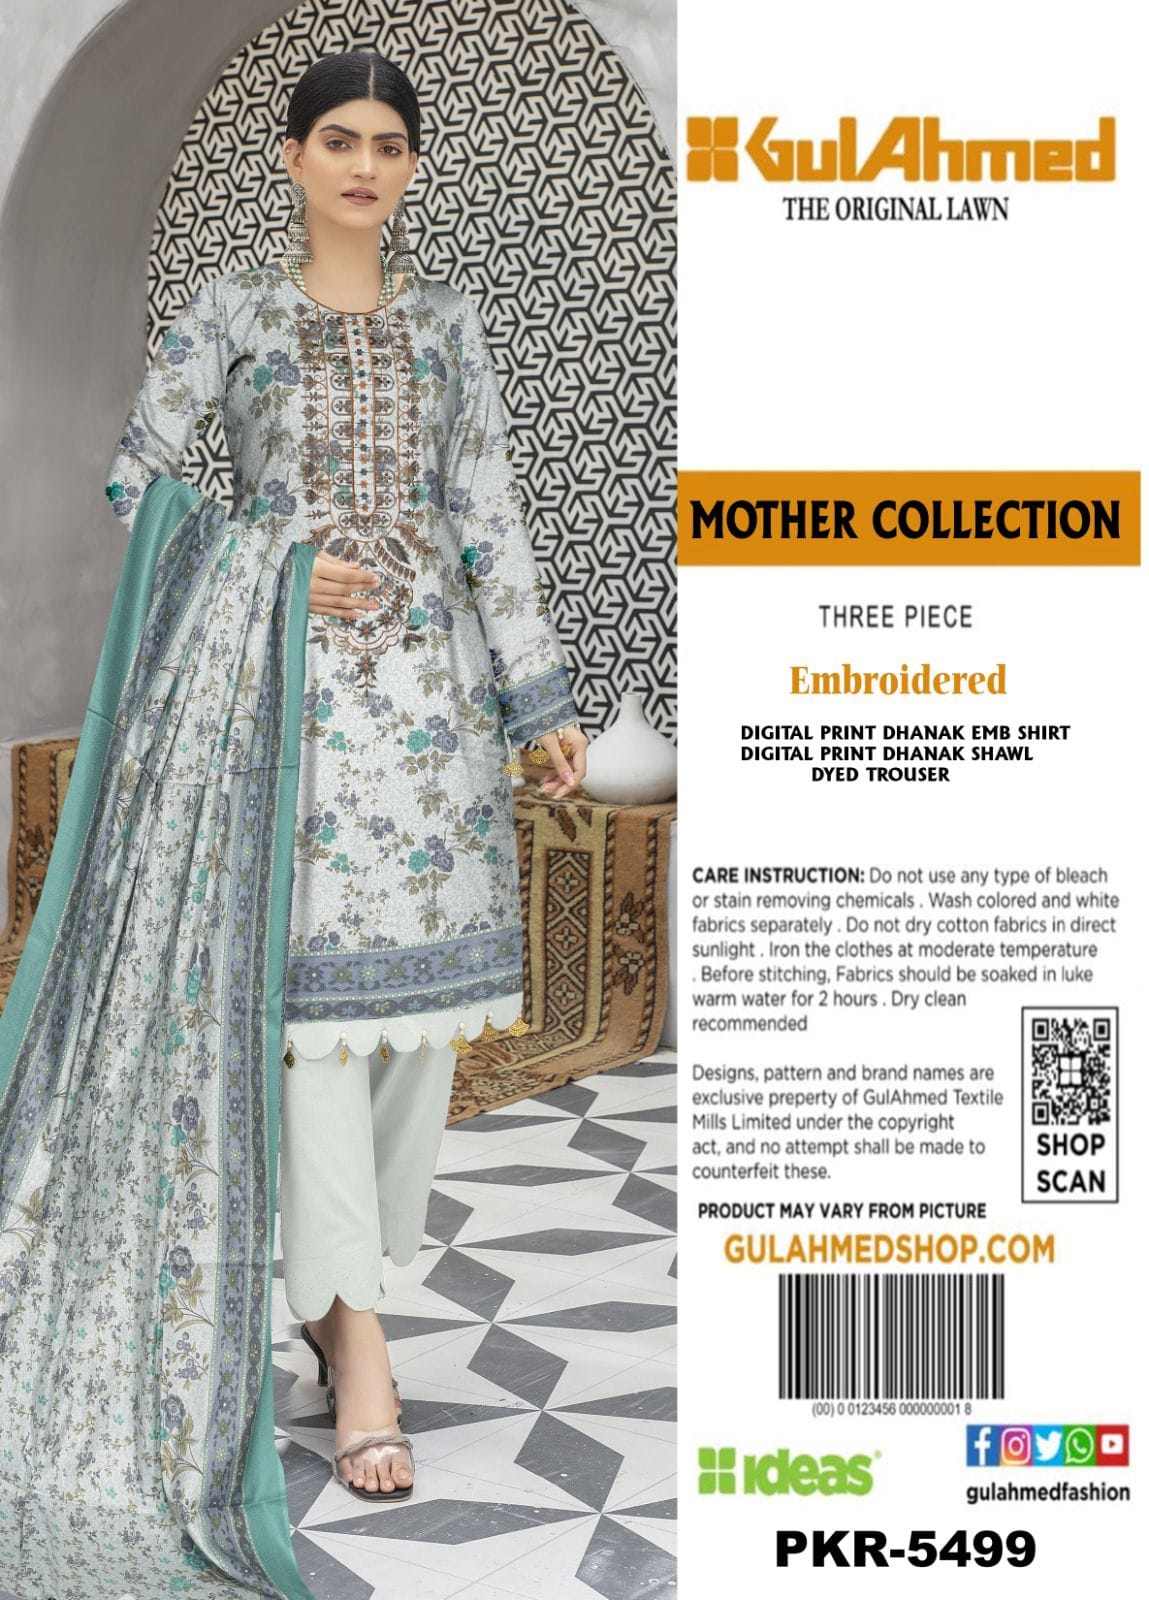 GulAhmed
THE ORIGINAL LAWN
MOTHER COLLECTION
THREE PIECE
Embroidered
DIGITAL PRINT DHANAK EMB SHIRT
DIGITAL PRINT DHANAK SHAWL
DYED TROUSER
CARE INSTRUCTION: Do not use any type of bleach
or stain removing chemicals . Wash colored and white
fabrics separately . Do not dry cotton fabrics in direct
sunlight . Iron the clothes at moderate temperature
. Before stitching, Fabrics should be soaked in luke
warm water for 2 hours . Dry clean
recommended
Designs, pattern and brand names are
exclusive preperty of GulAhmed Textile
Mills Limited under the copyright
act, and no attempt shall be made to
counterfeit these.
SHOP
SCAN
PRODUCT MAY VARY FROM PICTURE
GULAHMEDSHOP.COM
(00) 0 0123456 000000001 8
ideas
gulahmedfashion
PKR-5499